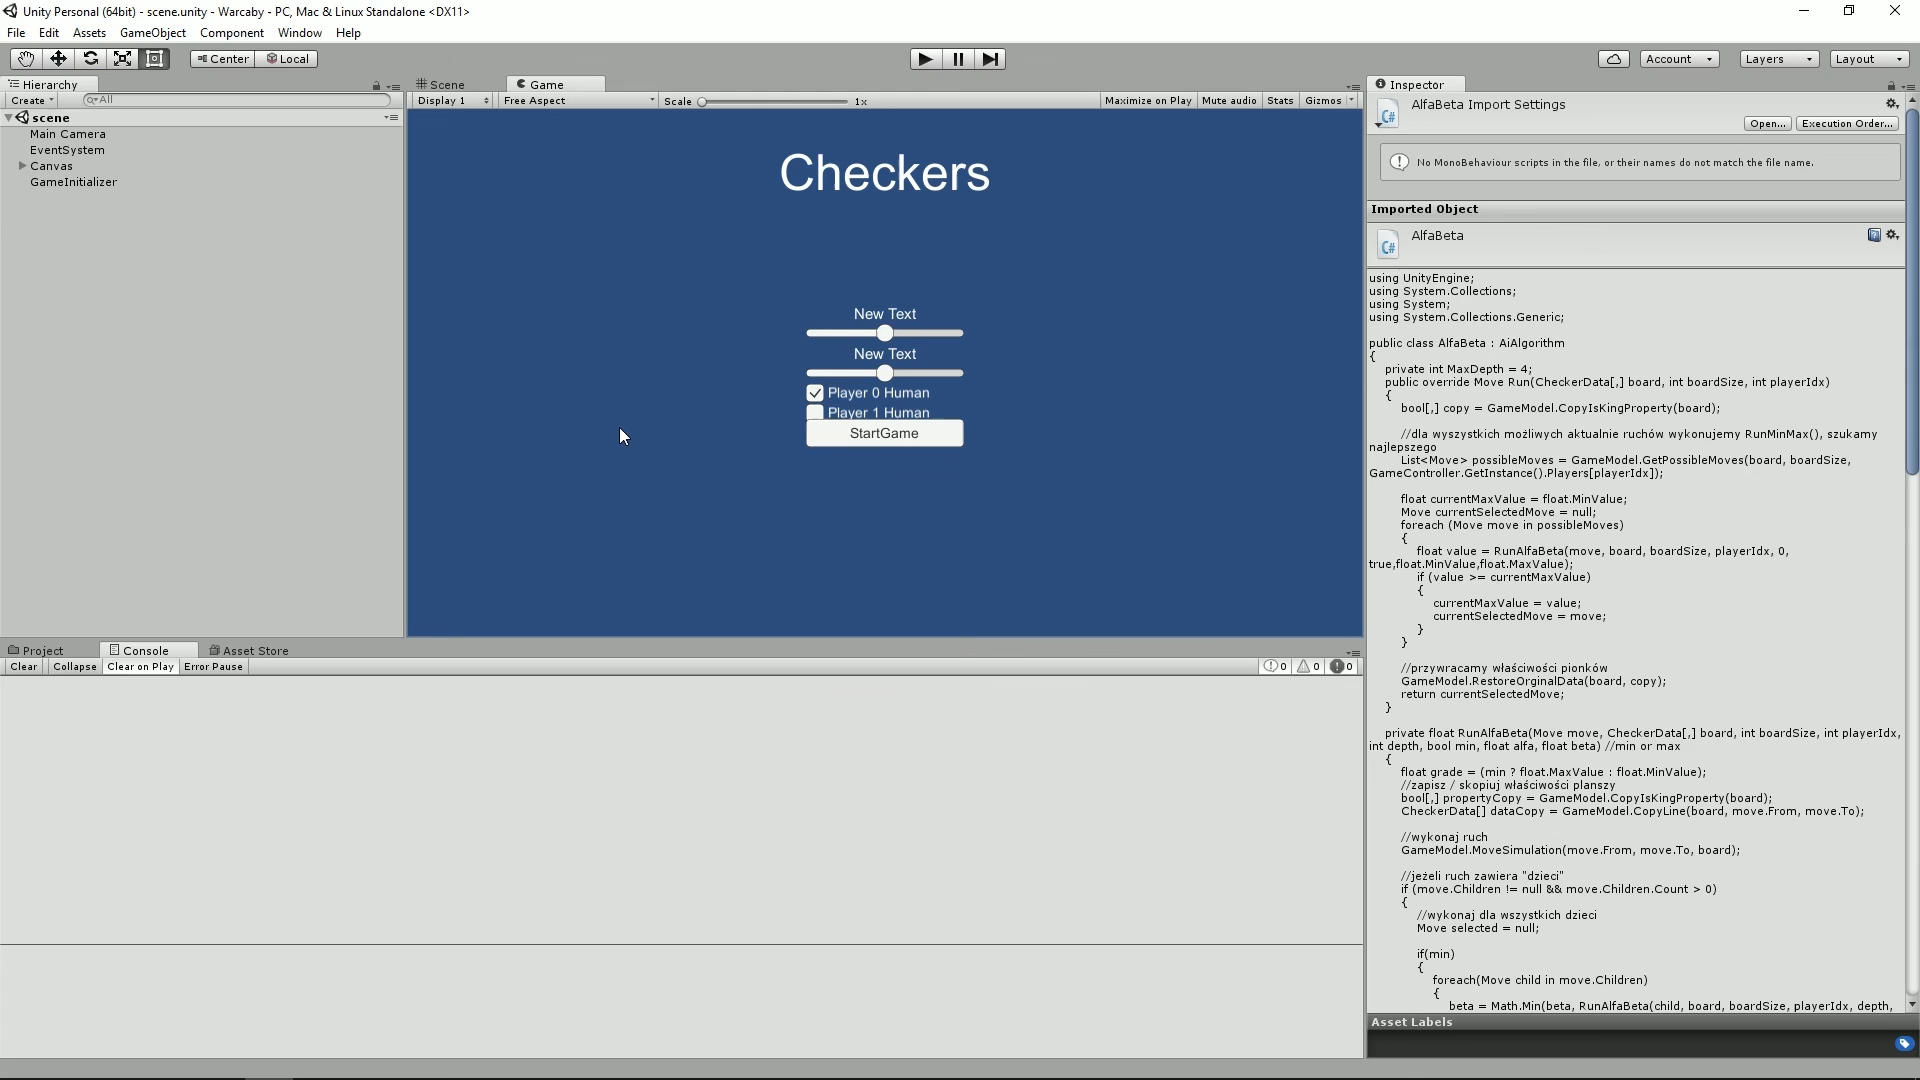 Unity Personal (64bit) - scene.unity - Warcaby - PC, Mac & Linux Standalone <DX11>
File Edit Assets GameObject Component Window Help
Center Local
Account Layers Layout
Hierarchy
Create All
scene
Main Camera
EventSystem
Canvas
GameInitializer
Scene Game
Display 1 Free Aspect Scale 1x Maximize on Play Mute audio Stats Gizmos
Checkers
New Text
New Text
Player 0 Human
Player 1 Human
StartGame
Project Console Asset Store
Clear Collapse Clear on Play Error Pause 0 0 0
Inspector
AlfaBeta Import Settings
Open... Execution Order...
No MonoBehaviour scripts in the file, or their names do not match the file name.
Imported Object
C# AlfaBeta
using UnityEngine;
using System.Collections;
using System;
using System.Collections.Generic;
public class AlfaBeta : AiAlgorithm
{
private int MaxDepth = 4;
public override Move Run(CheckerData[,] board, int boardSize, int playerIdx)
{
bool[,] copy = GameModel.CopyIsKingProperty(board);
//dla wyszystkich możliwych aktualnie ruchów wykonujemy RunMinMax(), szukamy
najlepszego
List<Move> possibleMoves = GameModel.GetPossibleMoves(board, boardSize,
GameController.GetInstance().Players[playerIdx]);
float currentMaxValue = float.MinValue;
Move currentSelectedMove = null;
foreach (Move move in possibleMoves)
{
float value = RunAlfaBeta(move, board, boardSize, playerIdx, 0,
true,float.MinValue,float.MaxValue);
if (value >= currentMaxValue)
{
currentMaxValue = value;
currentSelectedMove = move;
}
}
//przywracamy właściwości pionków
GameModel.RestoreOrginalData(board, copy);
return currentSelectedMove;
}
private float RunAlfaBeta(Move move, CheckerData[,] board, int boardSize, int playerIdx,
int depth, bool min, float alfa, float beta) //min or max
{
float grade = (min ? float.MaxValue : float.MinValue);
//zapisz / skopiuj właściwości planszy
bool[,] propertyCopy = GameModel.CopyIsKingProperty(board);
CheckerData[] dataCopy = GameModel.CopyLine(board, move.From, move.To);
//wykonaj ruch
GameModel.MoveSimulation(move.From, move.To, board);
//jeżeli ruch zawiera "dzieci"
if (move.Children != null && move.Children.Count > 0)
{
//wykonaj dla wszystkich dzieci
Move selected = null;
if(min)
{
foreach(Move child in move.Children)
{
beta = Math.Min(beta, RunAlfaBeta(child, board, boardSize, playerIdx, depth,
Asset Labels